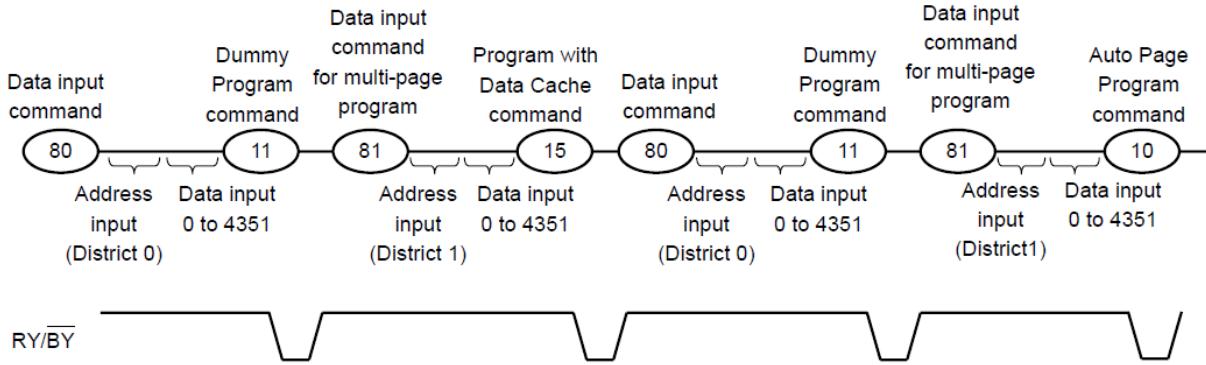 Data input
command
80
Address
input
(District 0)
Data input
0 to 4351
Dummy
Program
command
11
Data input
command
for multi-page
program
81
Address
input
(District 1)
Data input
0 to 4351
Program with
Data Cache
command
15
Data input
command
80
Address
input
(District 0)
Data input
0 to 4351
Dummy
Program
command
11
Data input
command
for multi-page
program
81
Address
input
(District1)
Data input
0 to 4351
Auto Page
Program
command
10
RY/BY